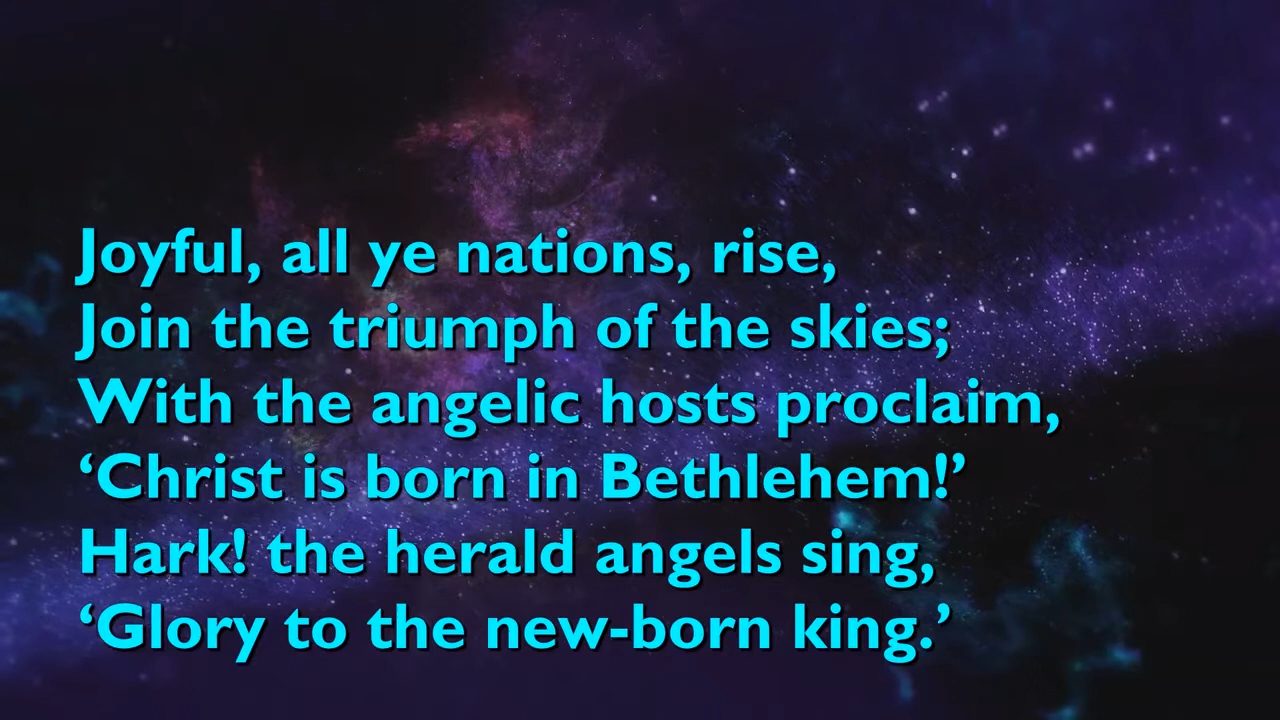 Joyful, all ye nations, rise,
Join the triumph of the skies;
With the angelic hosts proclaim,
‘Christ is born in Bethlehem!’
Hark! the herald angels sing,
‘Glory to the new-born king.’